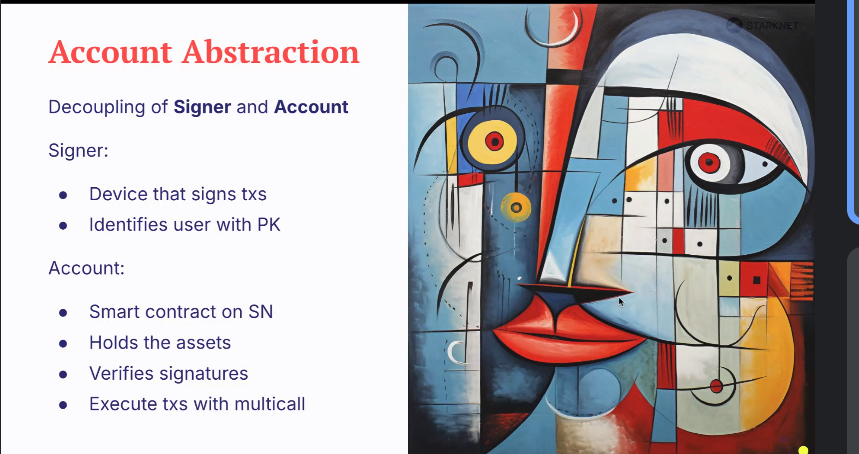 Account Abstraction
STARKNET
Decoupling of Signer and Account
Signer:
● Device that signs txs
● Identifies user with PK
Account:
● Smart contract on SN
● Holds the assets
● Verifies signatures
● Execute txs with multicall